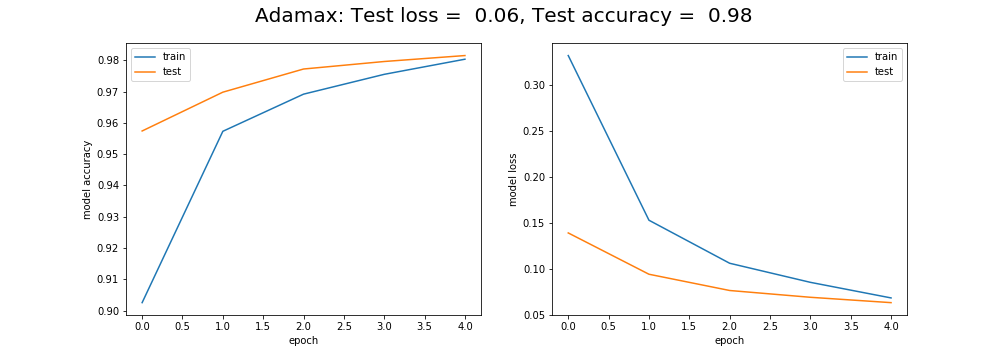 Adamax: Test loss =  0.06, Test accuracy =  0.98
model accuracy
0.98
0.97
0.96
0.95
0.94
0.93
0.92
0.91
0.90
train
test
0.0 0.5 1.0 1.5 2.0 2.5 3.0 3.5 4.0
epoch
model loss
0.30
0.25
0.20
0.15
0.10
0.05
train
test
0.0 0.5 1.0 1.5 2.0 2.5 3.0 3.5 4.0
epoch